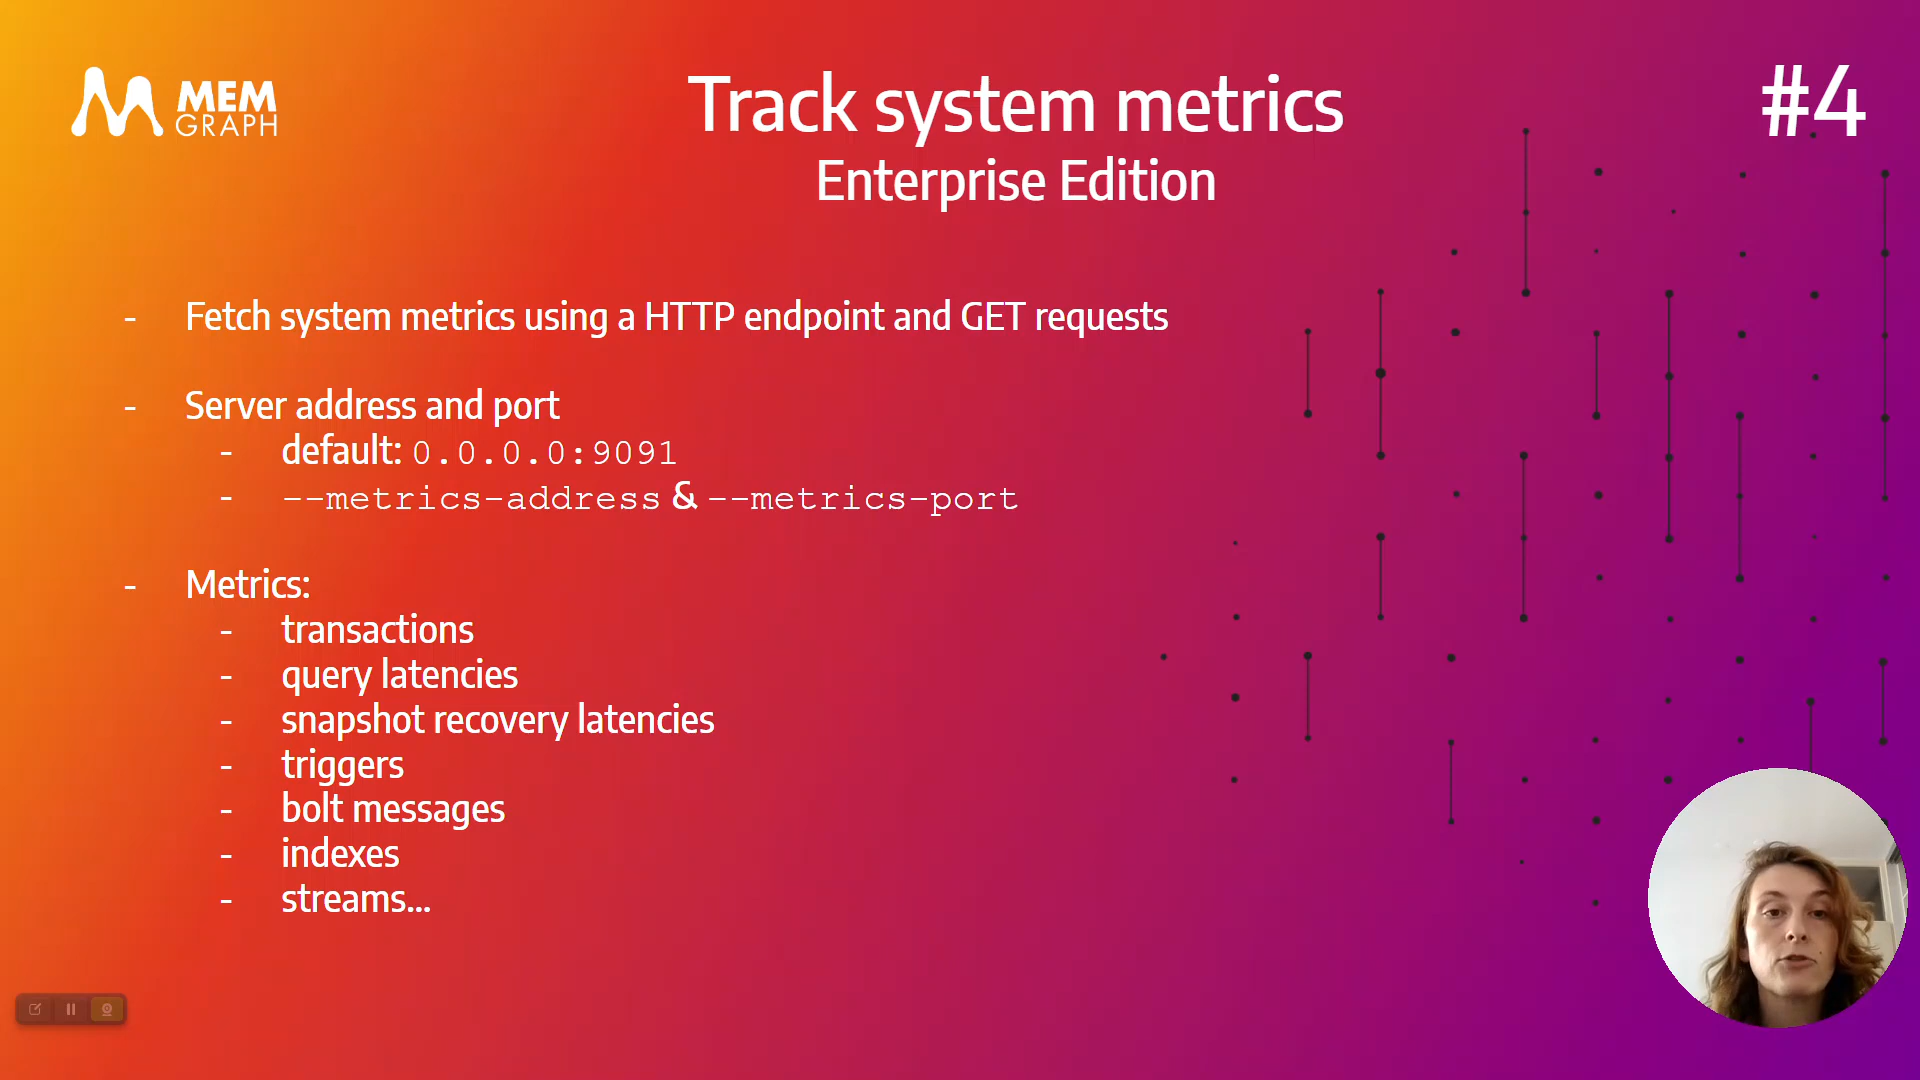 MEM
GRAPH
Track system metrics
#4
Enterprise Edition
- Fetch system metrics using a HTTP endpoint and GET requests
- Server address and port
- default: 0.0.0.0:9091
- --metrics-address & --metrics-port
- Metrics:
- transactions
- query latencies
- snapshot recovery latencies
- triggers
- bolt messages
- indexes
- streams...